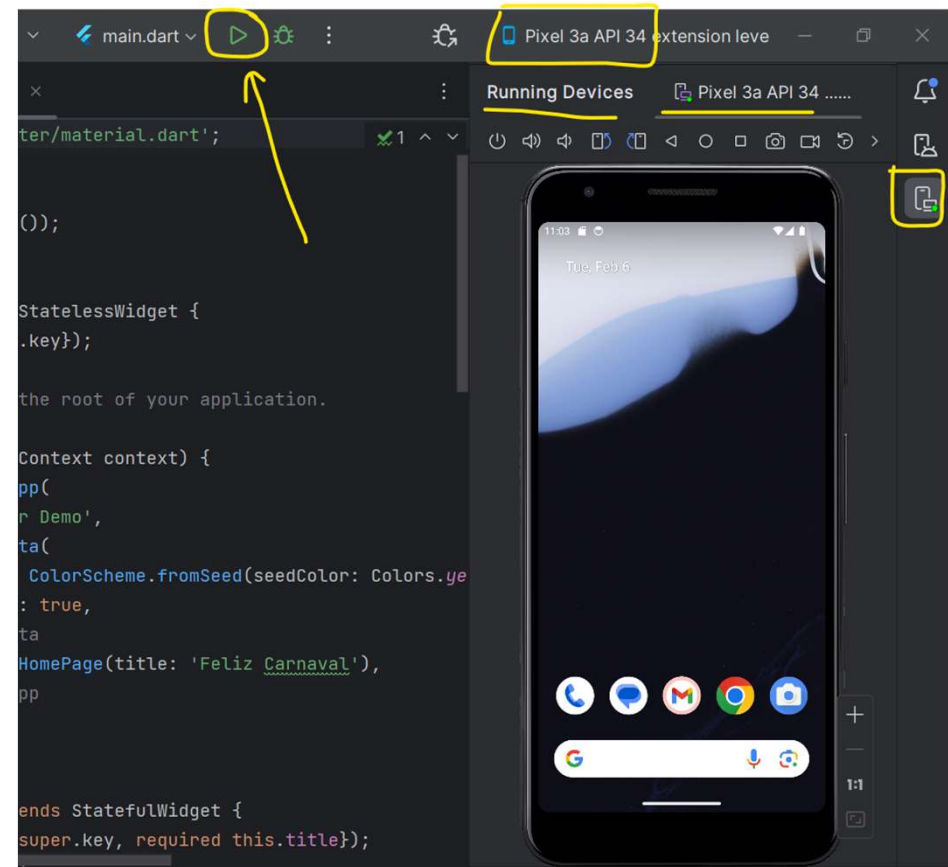 main.dart
Pixel 3a API 34 extension leve
Running Devices
Pixel 3a API 34 ......
ter/material.dart';
1
());
StatelessWidget {
.key});
the root of your application.
Context context) {
pp(
r Demo',
ta(
ColorScheme.fromSeed(seedColor: Colors.ye
: true,
ta
HomePage(title: 'Feliz Carnaval'),
pp
ends StatefulWidget {
super.key, required this.title});
11:03
Tue, Feb 6
G
1:1